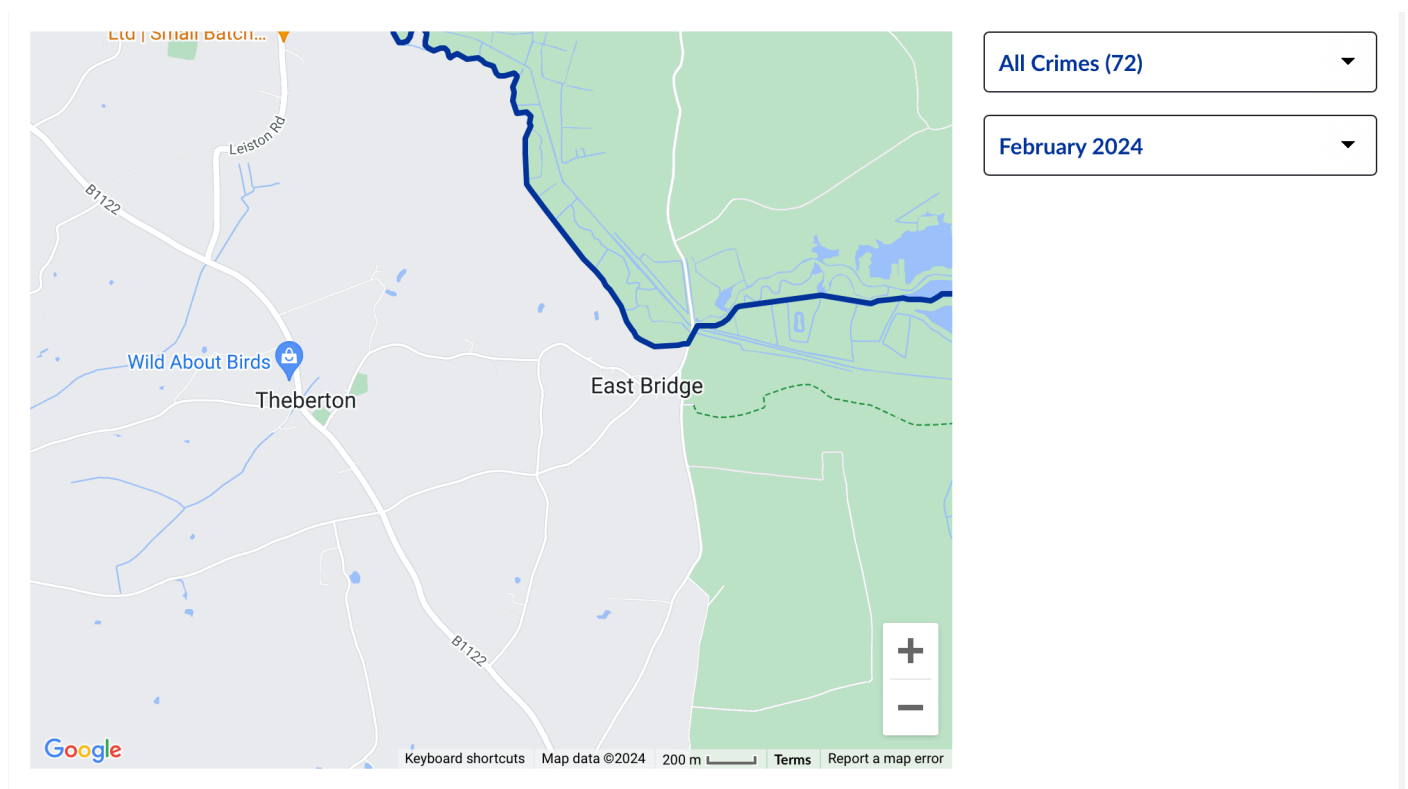 Ltd | Small Batch...
All Crimes (72)
February 2024
Leiston Rd
B1122
Wild About Birds
Theberton
East Bridge
B1122
Google
Keyboard shortcuts
Map data ©2024
200 m
Terms
Report a map error